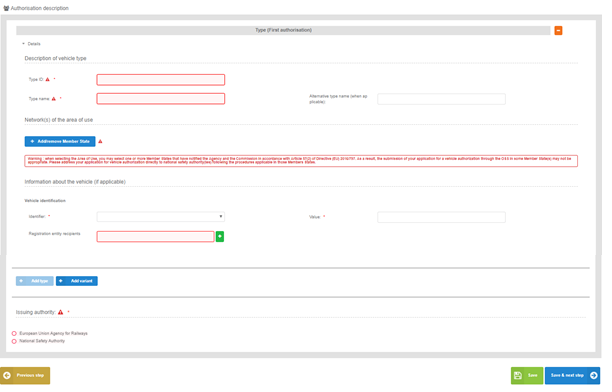 Authorisation description
Type (First authorisation)
Details
Description of vehicle type
Type ID: *
Type name: *
Alternative type name (when ap
plicable):
Network(s) of the area of use
+ Add/remove Member State
Warning : when selecting the area of use, you may select one or more Member States that have notified the Agency and the Commission in accordance with article 57(2) of Directive (EU) 2016/797. As a result, the submission of your application for a vehicle authorisation through the OSS in some Member State(s) may not be
appropriate. Please address your application for vehicle authorisation directly to national safety authority/ies following the procedures applicable in those Members States.
Information about the vehicle (if applicable)
Vehicle identification
Identifier: *
Value: *
Registration entity recipients
+ Add type
+ Add variant
Issuing authority: *
European Union Agency for Railways
National Safety Authority
Previous step
Save
Save & next step